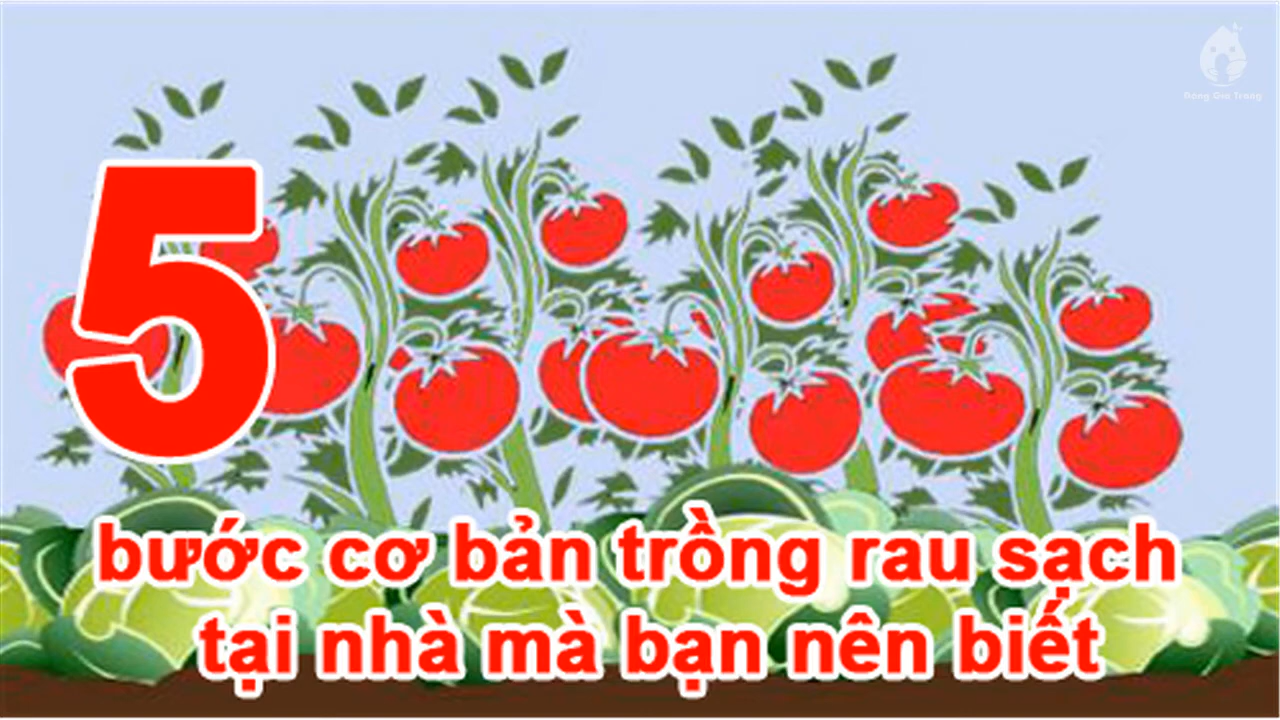 5
bước cơ bản trồng rau sạch
tại nhà mà bạn nên biết